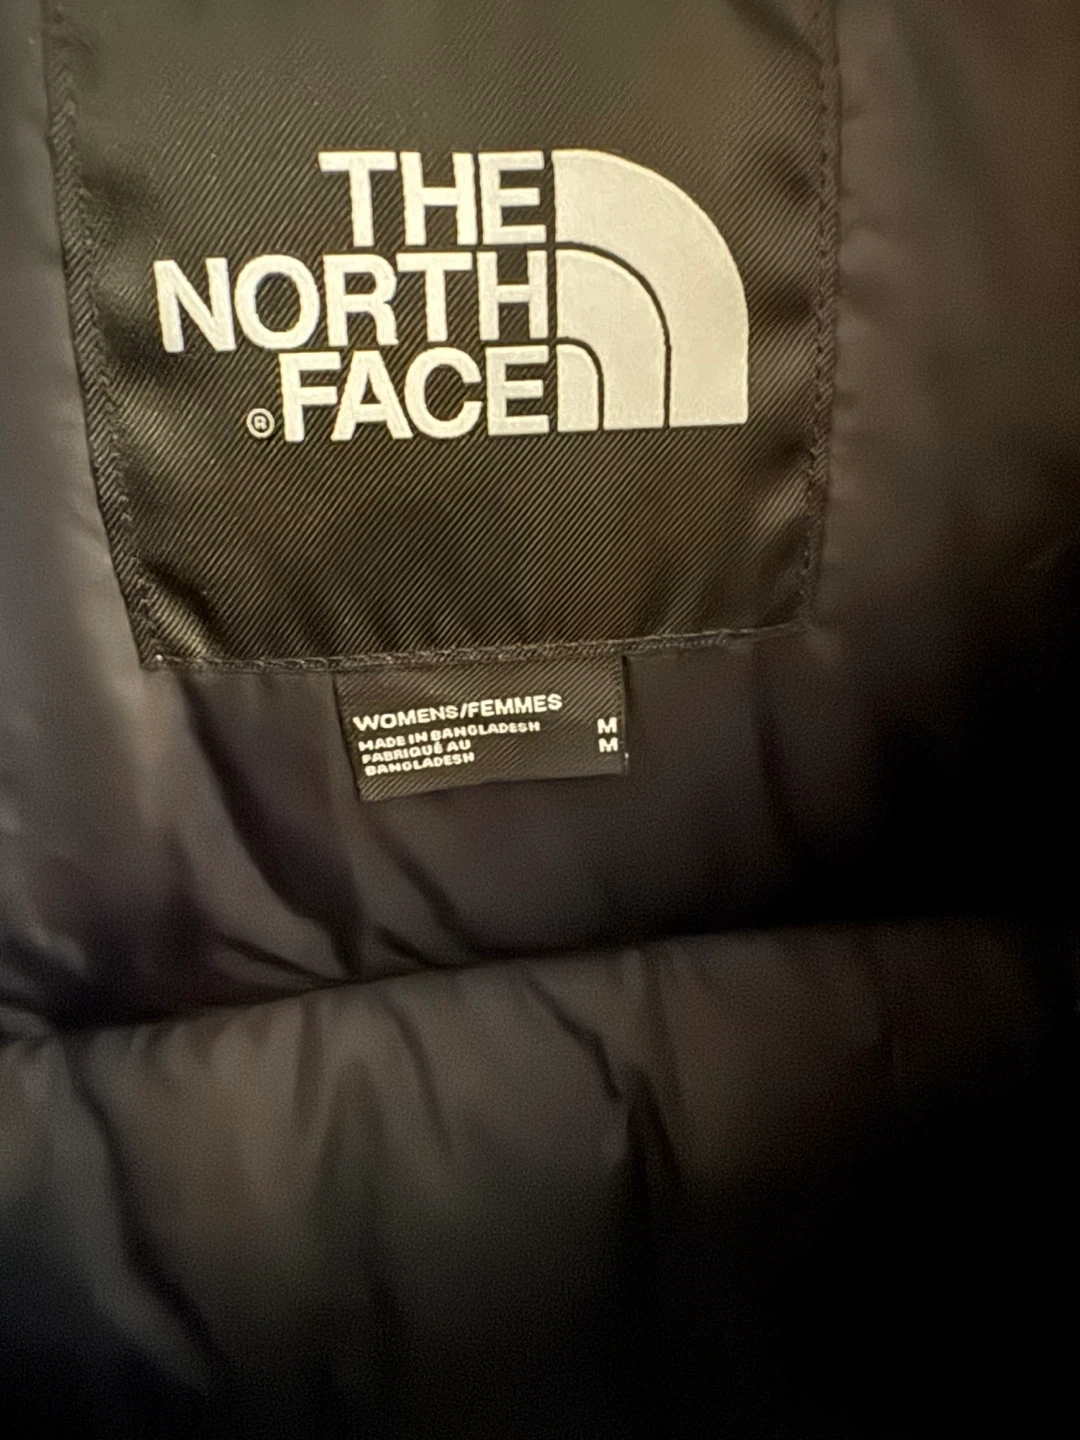 THE
NORTH
® FACE
WOMENS/FEMMES
MADE IN BANGLADESH M
FABRIQUÉ AU M
BANGLADESH